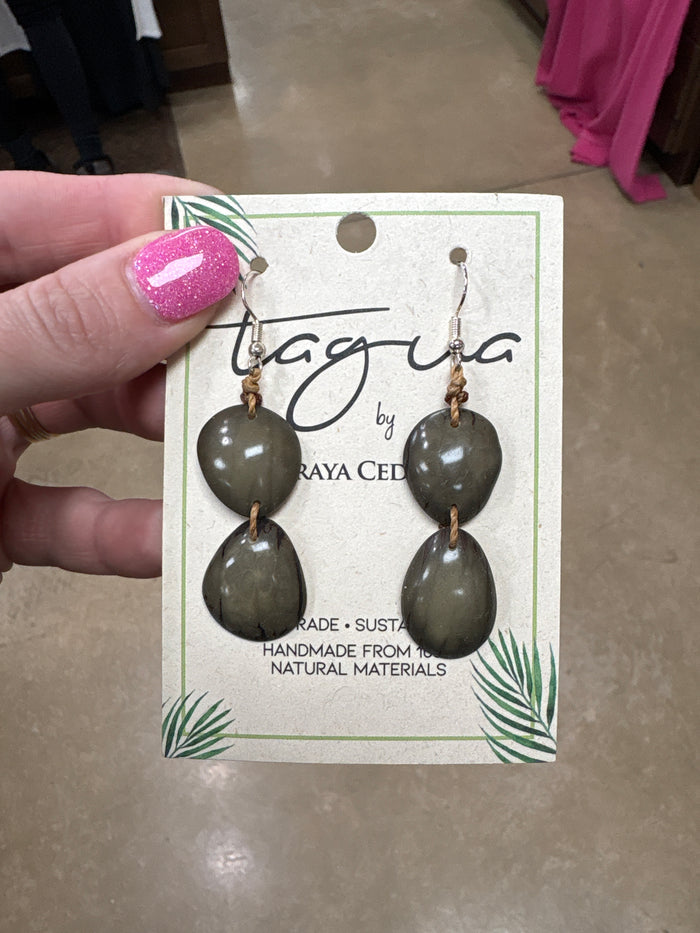 tagua
by
RAYA CED
RADE • SUSTA
HANDMADE FROM 10
NATURAL MATERIALS